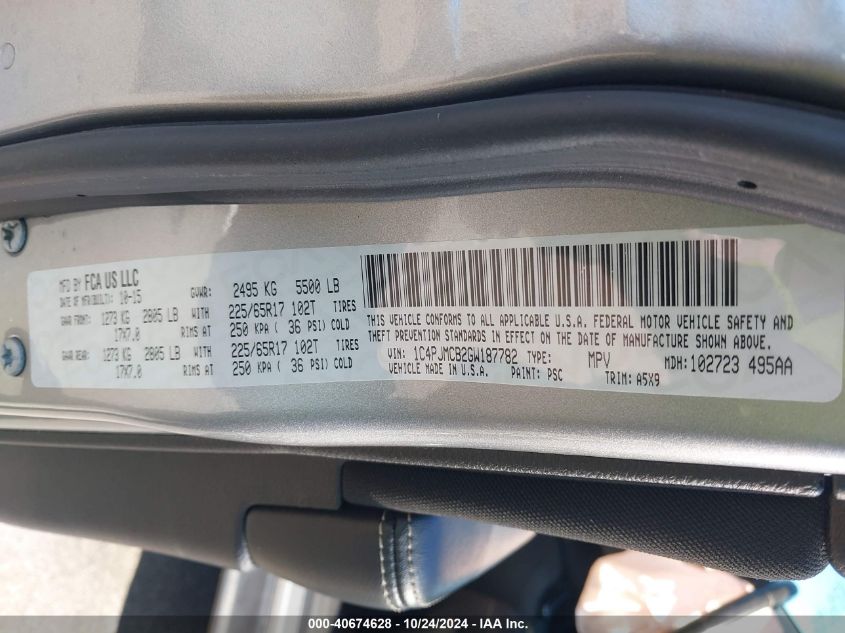 MFD BY FCA US LLC
DATE OF MFR(BUILT): 10-15 GVWR: 2495 KG 5500 LB
GAWR FRONT: 1273 KG 2805 LB WITH 225/65R17 102T TIRES
17X7.0 RIMS AT 250 KPA ( 36 PSI) COLD
GAWR REAR: 1273 KG 2805 LB WITH 225/65R17 102T TIRES
17X7.0 RIMS AT 250 KPA ( 36 PSI) COLD
THIS VEHICLE CONFORMS TO ALL APPLICABLE U.S.A. FEDERAL MOTOR VEHICLE SAFETY AND
THEFT PREVENTION STANDARDS IN EFFECT ON THE DATE OF MANUFACTURE SHOWN ABOVE.
VIN: 1C4PJMCB2GW187782 TYPE: MPV MDH: 102723 495AA
VEHICLE MADE IN U.S.A. PAINT: PSC TRIM: A5X9
000-40674628 - 10/24/2024 - IAA Inc.